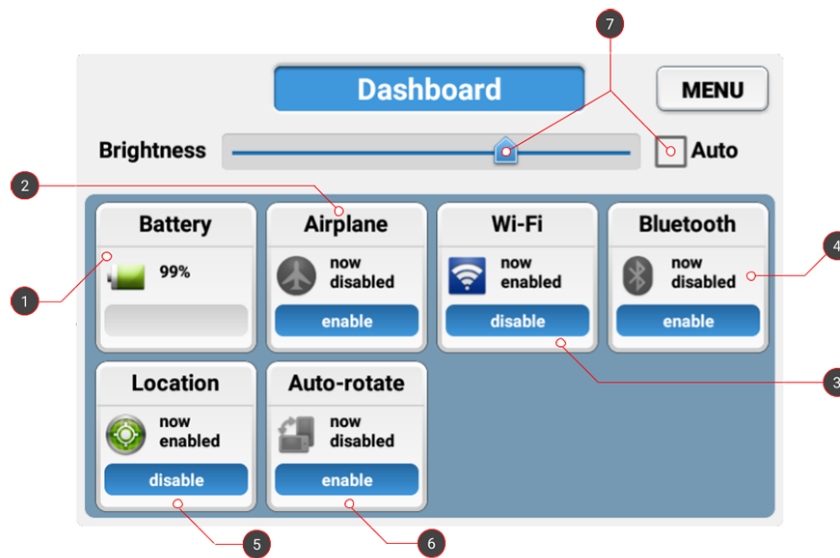 7
Dashboard
MENU
Brightness
Auto
2
Battery
Airplane
Wi-Fi
Bluetooth
1
99%
now
disabled
now
enabled
now
disabled
4
enable
disable
enable
3
Location
Auto-rotate
now
enabled
now
disabled
disable
enable
5
6